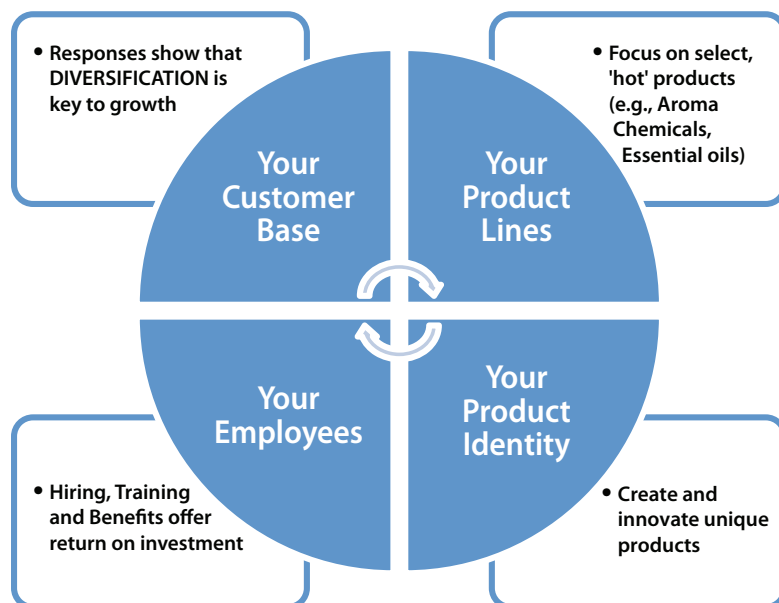 • Responses show that
DIVERSIFICATION is
key to growth
• Focus on select,
'hot' products
(e.g., Aroma
Chemicals,
Essential oils)
Your
Customer
Base
Your
Product
Lines
Your
Employees
Your
Product
Identity
• Hiring, Training
and Benefits offer
return on investment
• Create and
innovate unique
products